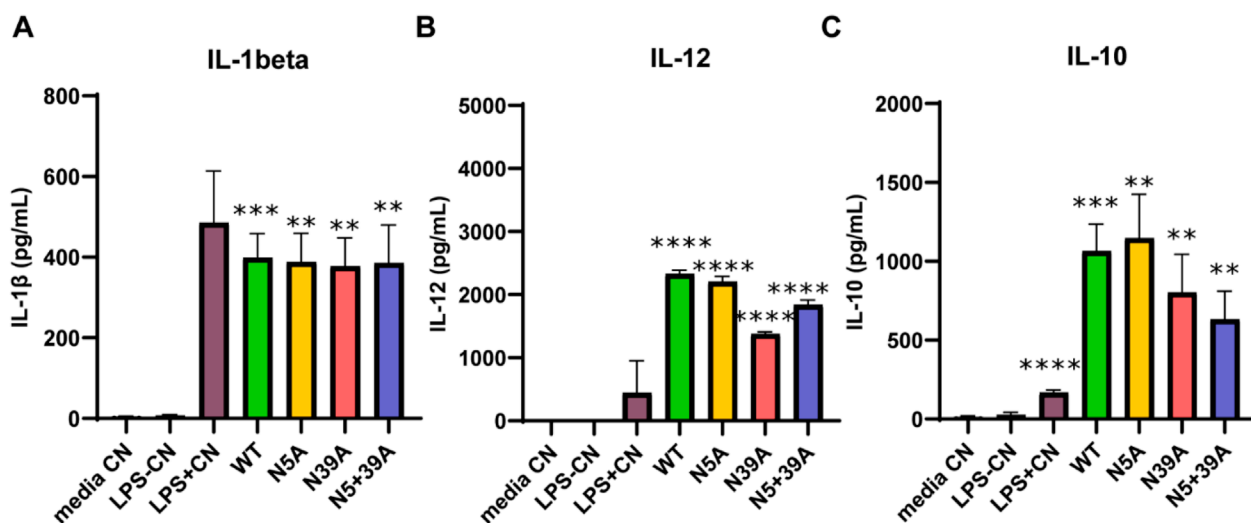 A
IL-1beta
IL-1β (pg/mL)
800
600
400
200
0
***
**
**
**
media CN
LPS-CN
LPS+CN
WT
N5A
N39A
N5+39A
B
IL-12
IL-12 (pg/mL)
5000
4000
3000
2000
1000
0
****
****
****
****
media CN
LPS-CN
LPS+CN
WT
N5A
N39A
N5+39A
C
IL-10
IL-10 (pg/mL)
2000
1500
1000
500
0
****
***
**
**
**
media CN
LPS-CN
LPS+CN
WT
N5A
N39A
N5+39A